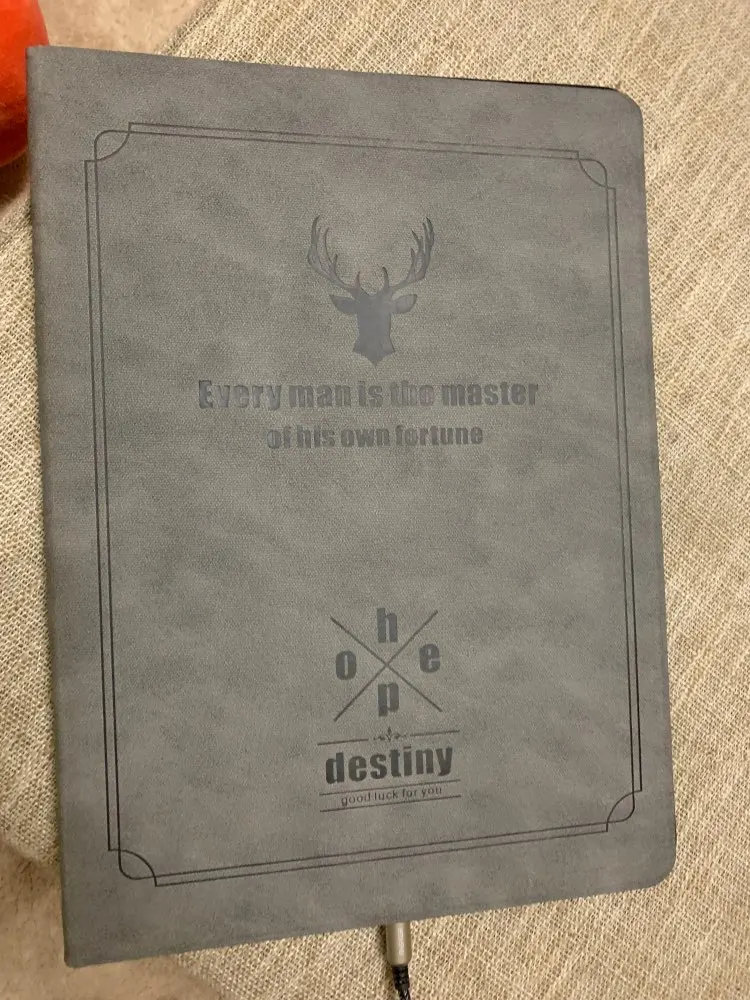 Every man is the master
of his own fortune
h
o e
p
destiny
good luck for you